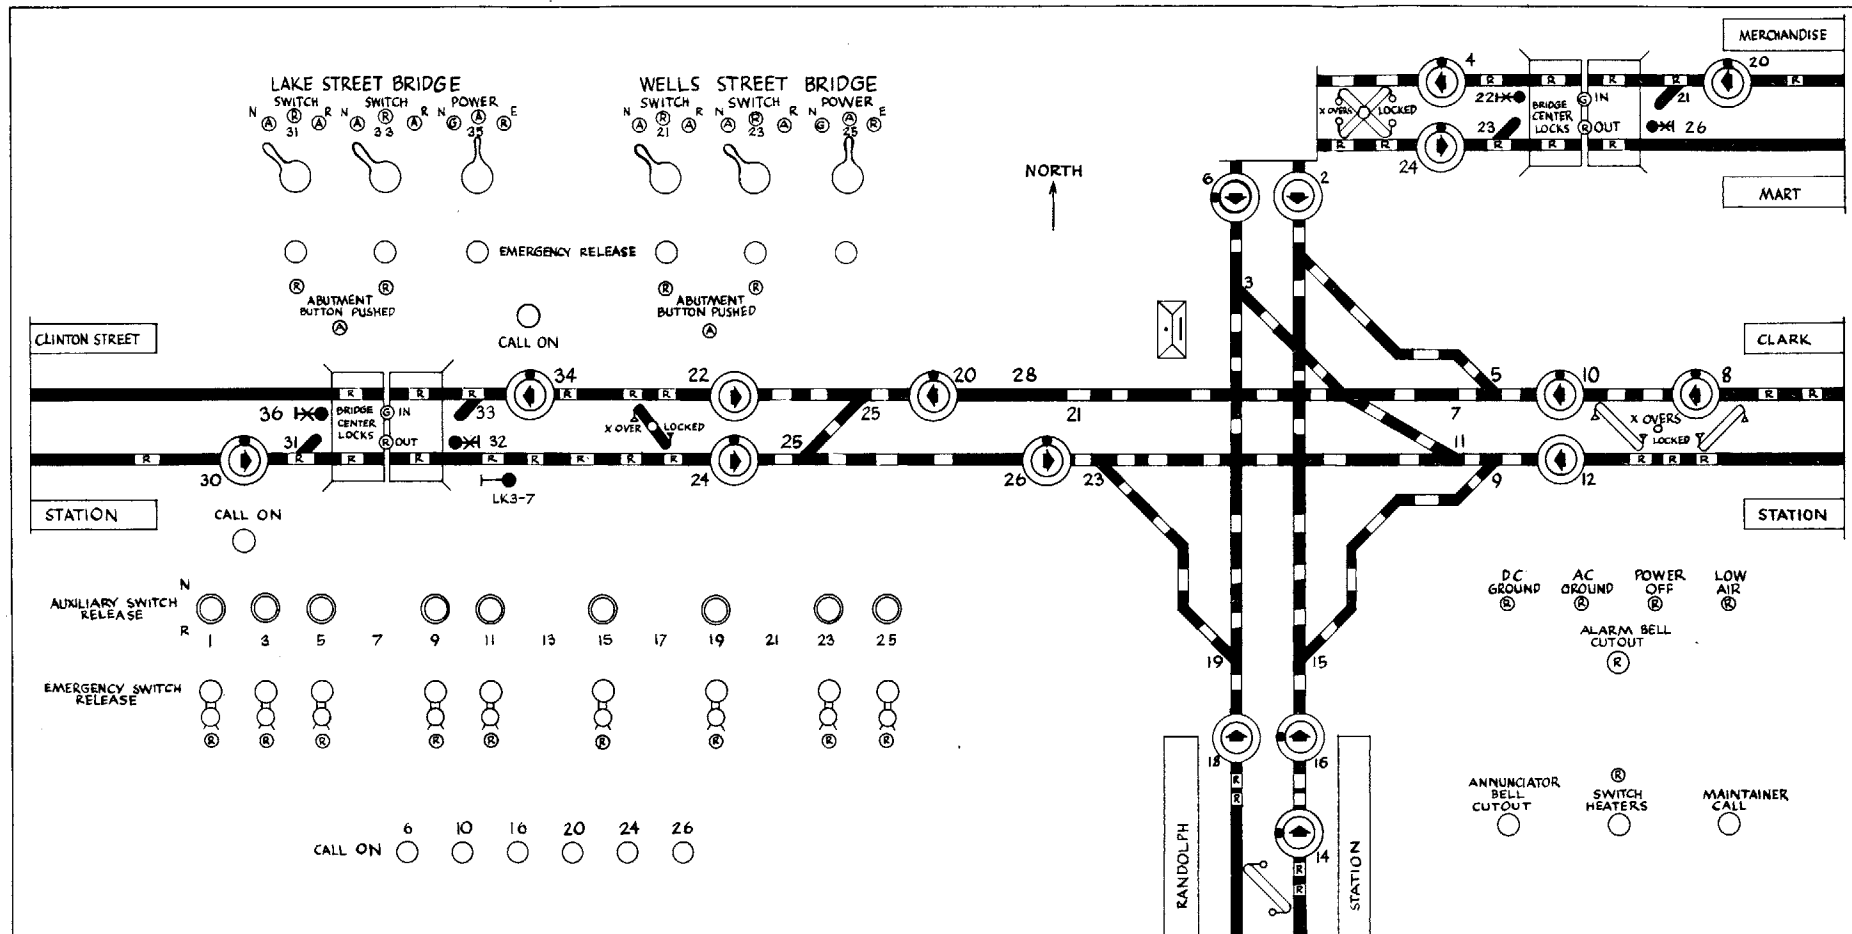 MERCHANDISE
MART
4
20
22
BRIDGE
CENTER
LOCKS
G IN
R OUT
21
26
23
24
X OVERS
LOCKED
LAKE STREET BRIDGE
SWITCH SWITCH POWER
N A R A R N A R A R N G A R E
31 33 35
WELLS STREET BRIDGE
SWITCH SWITCH POWER
N A R A R N A R A R N G A R E
21 23 25
EMERGENCY RELEASE
R R
ABUTMENT
BUTTON PUSHED
A
R R
ABUTMENT
BUTTON PUSHED
A
CALL ON
NORTH
6
2
3
CLINTON STREET
STATION
CLARK
STATION
34 22 20 28 5 10 8
36
BRIDGE
CENTER
LOCKS
G IN
R OUT
33
31
32
X OVER LOCKED
25
25
21
7
11
X OVERS
LOCKED
30
LK3-7
24
26
23
9
12
CALL ON
AUXILIARY SWITCH
RELEASE
N
R
1 3 5 7 9 11 13 15 17 19 21 23 25
EMERGENCY SWITCH
RELEASE
R R R R R R R R R
CALL ON
6 10 16 20 24 26
19
15
18
16
14
RANDOLPH
STATION
DC
GROUND
R
AC
GROUND
R
POWER
OFF
R
LOW
AIR
R
ALARM BELL
CUTOUT
R
ANNUNCIATOR
BELL
CUTOUT
R
SWITCH
HEATERS
MAINTAINER
CALL